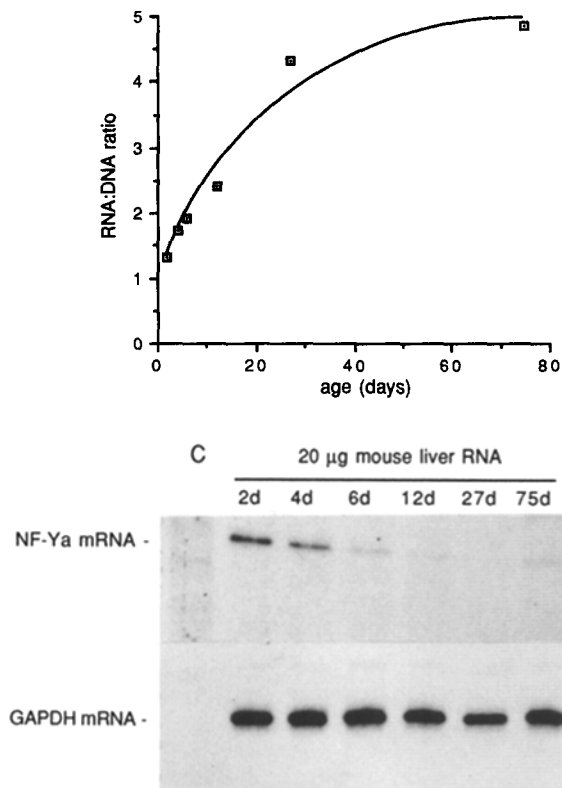 5
4
3
2
1
0
RNA:DNA ratio
0 20 40 60 80
age (days)
C 20 µg mouse liver RNA
2d 4d 6d 12d 27d 75d
NF-Ya mRNA -
GAPDH mRNA -